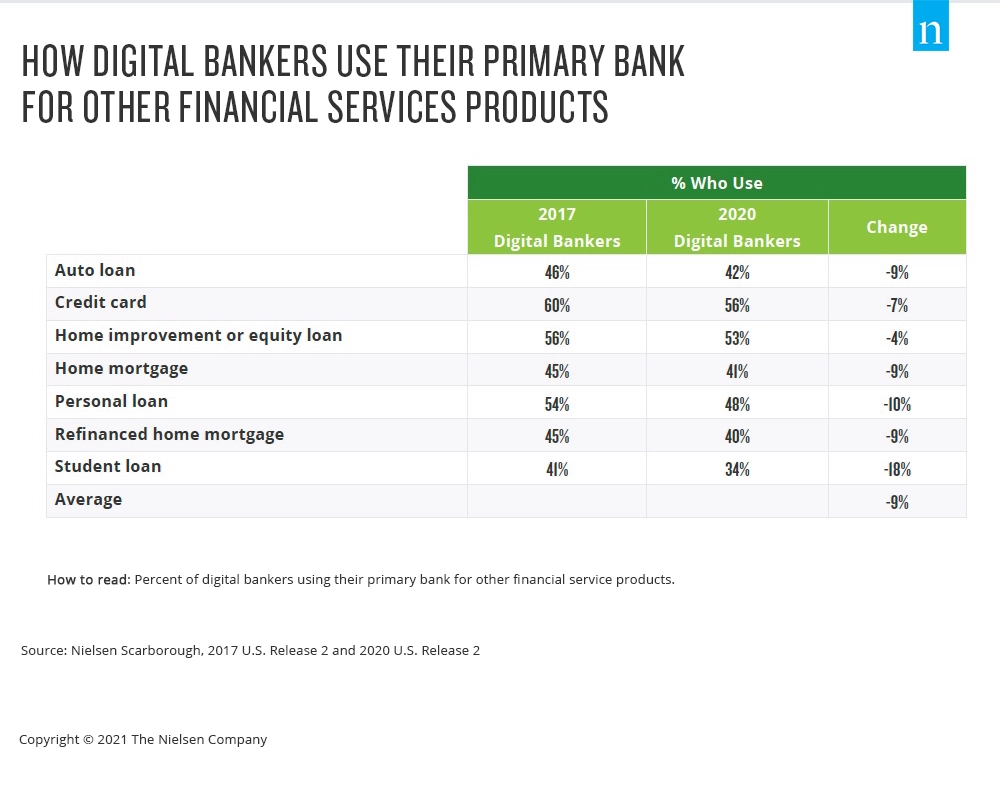 n
HOW DIGITAL BANKERS USE THEIR PRIMARY BANK
FOR OTHER FINANCIAL SERVICES PRODUCTS
% Who Use
2017 Digital Bankers 2020 Digital Bankers Change
Auto loan 46% 42% -9%
Credit card 60% 56% -7%
Home improvement or equity loan 56% 53% -4%
Home mortgage 45% 41% -9%
Personal loan 54% 48% -10%
Refinanced home mortgage 45% 40% -9%
Student loan 41% 34% -18%
Average -9%
How to read: Percent of digital bankers using their primary bank for other financial service products.
Source: Nielsen Scarborough, 2017 U.S. Release 2 and 2020 U.S. Release 2
Copyright © 2021 The Nielsen Company